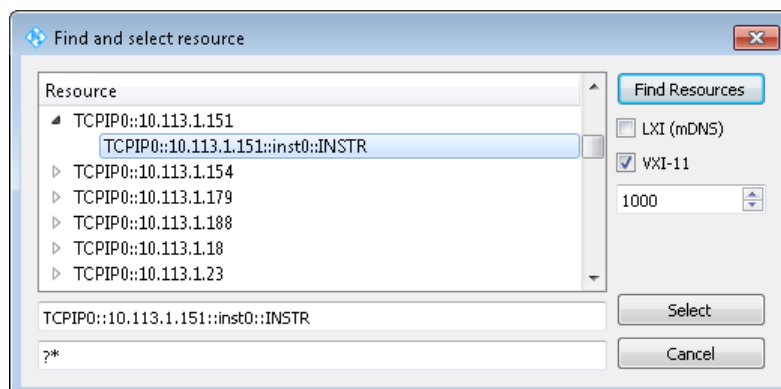 Find and select resource
Resource
TCPIP0::10.113.1.151
TCPIP0::10.113.1.151::inst0::INSTR
TCPIP0::10.113.1.154
TCPIP0::10.113.1.179
TCPIP0::10.113.1.188
TCPIP0::10.113.1.18
TCPIP0::10.113.1.23
Find Resources
LXI (mDNS)
VXI-11
1000
TCPIP0::10.113.1.151::inst0::INSTR
Select
?*
Cancel